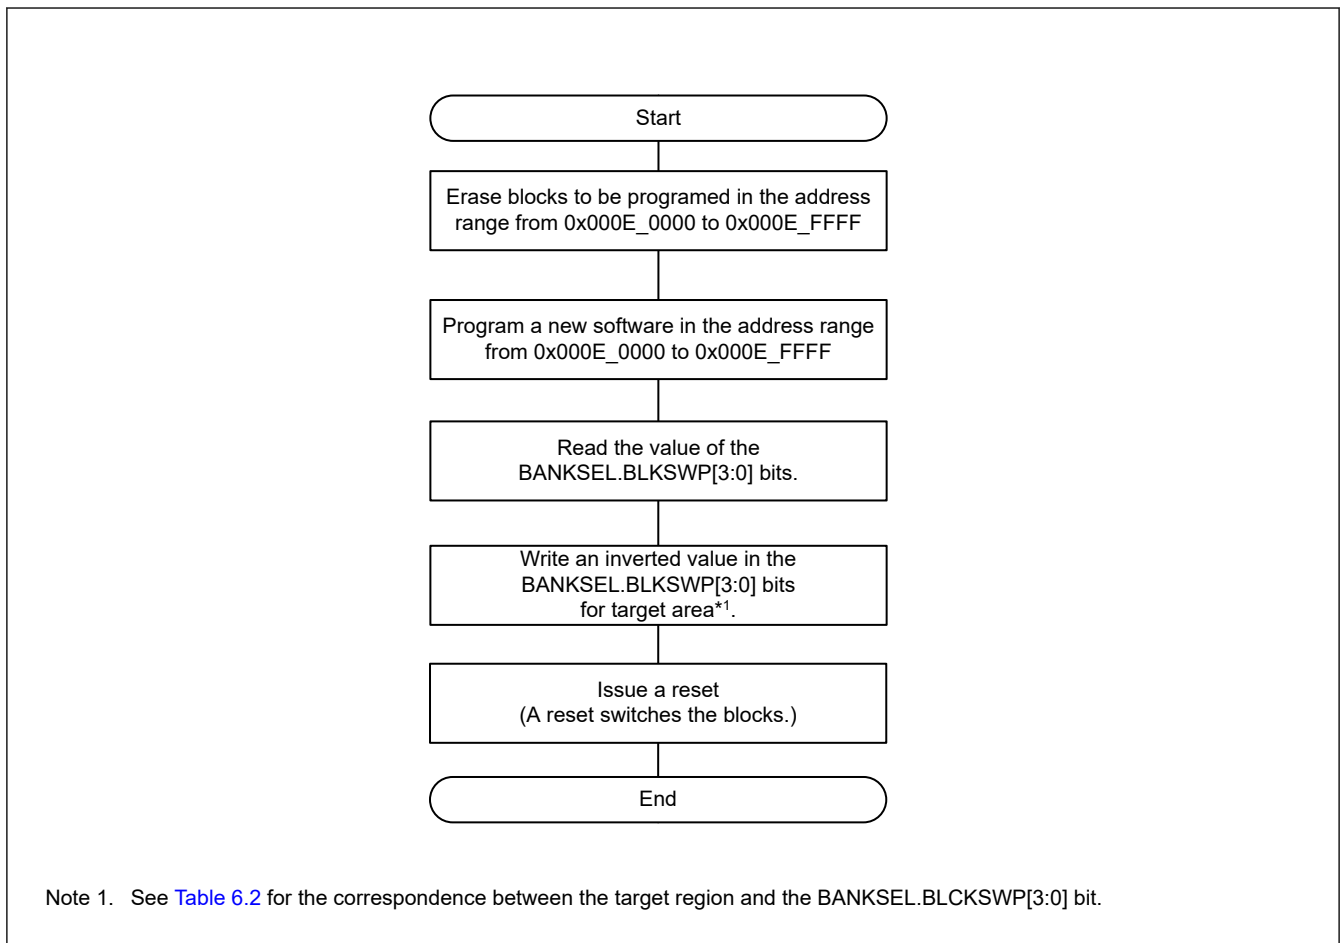 Start
Erase blocks to be programed in the address
range from 0x000E_0000 to 0x000E_FFFF
Program a new software in the address range
from 0x000E_0000 to 0x000E_FFFF
Read the value of the
BANKSEL.BLKSWP[3:0] bits.
Write an inverted value in the
BANKSEL.BLKSWP[3:0] bits
for target area*1.
Issue a reset
(A reset switches the blocks.)
End
Note 1. See Table 6.2 for the correspondence between the target region and the BANKSEL.BLCKSWP[3:0] bit.